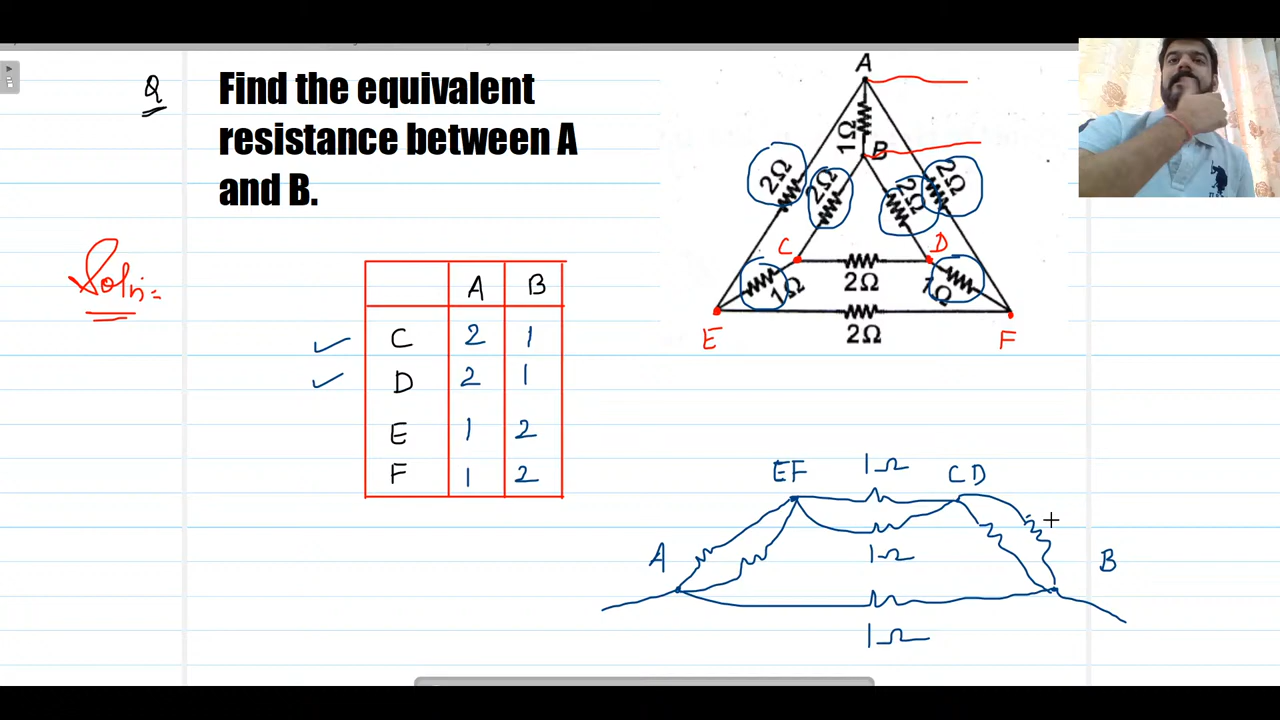 Q
Find the equivalent
resistance between A
and B.
Soln:-
A B
C 2 1
D 2 1
E 1 2
F 1 2
A
1Ω
B
2Ω
2Ω
2Ω
2Ω
C
D
2Ω
1Ω
1Ω
2Ω
E
F
EF
1Ω
CD
1Ω
A
B
1Ω